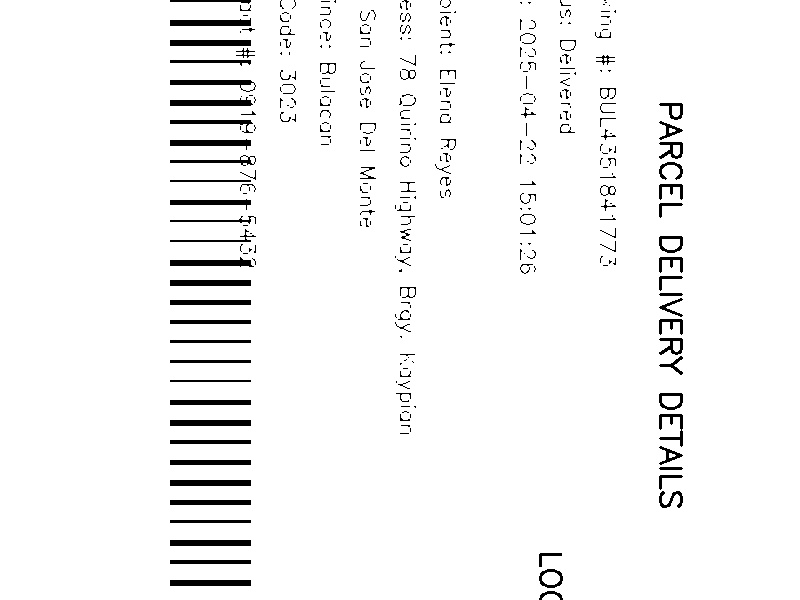 PARCEL DELIVERY DETAILS
king #: BUL4351841773
us: Delivered
: 2025-04-22 15:01:26
LOC
pient: Elena Reyes
ess: 78 Quirino Highway, Brgy. Kaypian
San Jose Del Monte
ince: Bulacan
Code: 3023
act #: 0919-876-5432